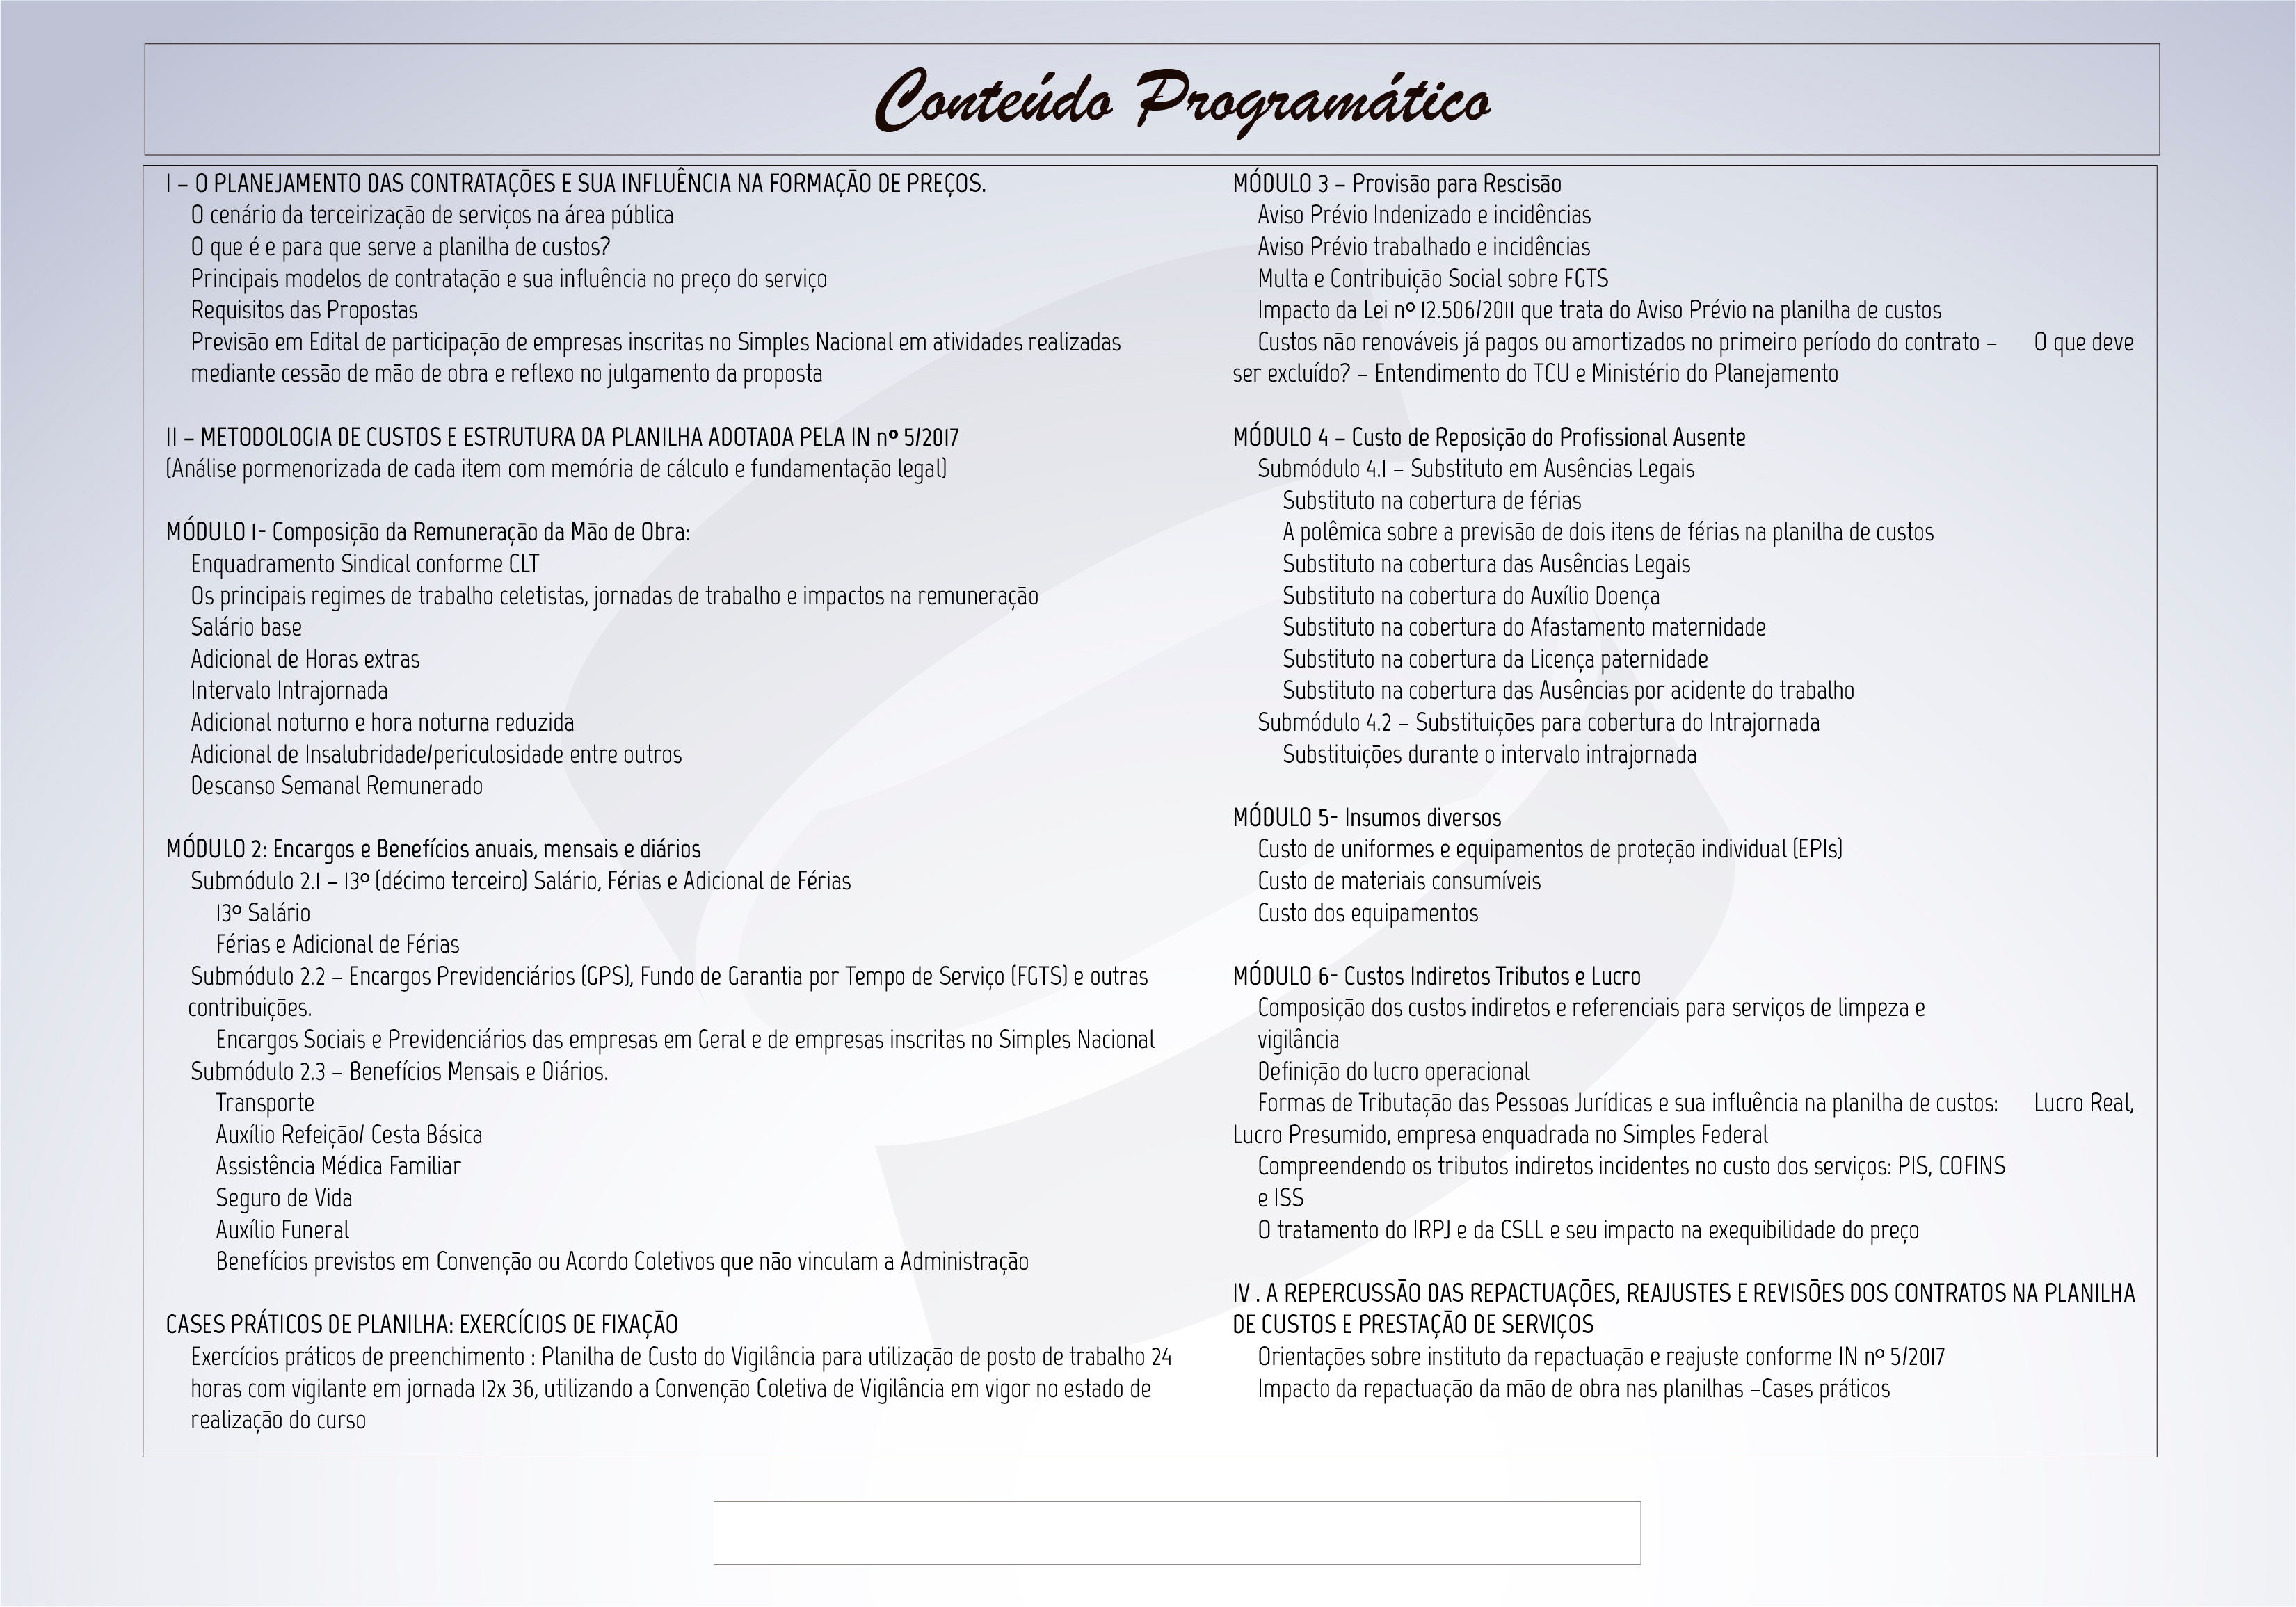 Conteúdo Programático
I – O PLANEJAMENTO DAS CONTRATAÇÕES E SUA INFLUÊNCIA NA FORMAÇÃO DE PREÇOS.
O cenário da terceirização de serviços na área pública
O que é e para que serve a planilha de custos?
Principais modelos de contratação e sua influência no preço do serviço
Requisitos das Propostas
Previsão em Edital de participação de empresas inscritas no Simples Nacional em atividades realizadas
mediante cessão de mão de obra e reflexo no julgamento da proposta
II – METODOLOGIA DE CUSTOS E ESTRUTURA DA PLANILHA ADOTADA PELA IN nº 5/2017
(Análise pormenorizada de cada item com memória de cálculo e fundamentação legal)
MÓDULO 1- Composição da Remuneração da Mão de Obra:
Enquadramento Sindical conforme CLT
Os principais regimes de trabalho celetistas, jornadas de trabalho e impactos na remuneração
Salário base
Adicional de Horas extras
Intervalo Intrajornada
Adicional noturno e hora noturna reduzida
Adicional de Insalubridade/periculosidade entre outros
Descanso Semanal Remunerado
MÓDULO 2: Encargos e Benefícios anuais, mensais e diários
Submódulo 2.1 – 13º (décimo terceiro) Salário, Férias e Adicional de Férias
13º Salário
Férias e Adicional de Férias
Submódulo 2.2 – Encargos Previdenciários (GPS), Fundo de Garantia por Tempo de Serviço (FGTS) e outras
contribuições.
Encargos Sociais e Previdenciários das empresas em Geral e de empresas inscritas no Simples Nacional
Submódulo 2.3 – Benefícios Mensais e Diários.
Transporte
Auxílio Refeição/ Cesta Básica
Assistência Médica Familiar
Seguro de Vida
Auxílio Funeral
Benefícios previstos em Convenção ou Acordo Coletivos que não vinculam a Administração
CASES PRÁTICOS DE PLANILHA: EXERCÍCIOS DE FIXAÇÃO
Exercícios práticos de preenchimento : Planilha de Custo do Vigilância para utilização de posto de trabalho 24
horas com vigilante em jornada 12x 36, utilizando a Convenção Coletiva de Vigilância em vigor no estado de
realização do curso
MÓDULO 3 – Provisão para Rescisão
Aviso Prévio Indenizado e incidências
Aviso Prévio trabalhado e incidências
Multa e Contribuição Social sobre FGTS
Impacto da Lei nº 12.506/2011 que trata do Aviso Prévio na planilha de custos
Custos não renováveis já pagos ou amortizados no primeiro período do contrato – O que deve
ser excluído? – Entendimento do TCU e Ministério do Planejamento
MÓDULO 4 – Custo de Reposição do Profissional Ausente
Submódulo 4.1 – Substituto em Ausências Legais
Substituto na cobertura de férias
A polêmica sobre a previsão de dois itens de férias na planilha de custos
Substituto na cobertura das Ausências Legais
Substituto na cobertura do Auxílio Doença
Substituto na cobertura do Afastamento maternidade
Substituto na cobertura da Licença paternidade
Substituto na cobertura das Ausências por acidente do trabalho
Submódulo 4.2 – Substituições para cobertura do Intrajornada
Substituições durante o intervalo intrajornada
MÓDULO 5- Insumos diversos
Custo de uniformes e equipamentos de proteção individual (EPIs)
Custo de materiais consumíveis
Custo dos equipamentos
MÓDULO 6- Custos Indiretos Tributos e Lucro
Composição dos custos indiretos e referenciais para serviços de limpeza e
vigilância
Definição do lucro operacional
Formas de Tributação das Pessoas Jurídicas e sua influência na planilha de custos: Lucro Real,
Lucro Presumido, empresa enquadrada no Simples Federal
Compreendendo os tributos indiretos incidentes no custo dos serviços: PIS, COFINS
e ISS
O tratamento do IRPJ e da CSLL e seu impacto na exequibilidade do preço
IV . A REPERCUSSÃO DAS REPACTUAÇÕES, REAJUSTES E REVISÕES DOS CONTRATOS NA PLANILHA
DE CUSTOS E PRESTAÇÃO DE SERVIÇOS
Orientações sobre instituto da repactuação e reajuste conforme IN nº 5/2017
Impacto da repactuação da mão de obra nas planilhas –Cases práticos